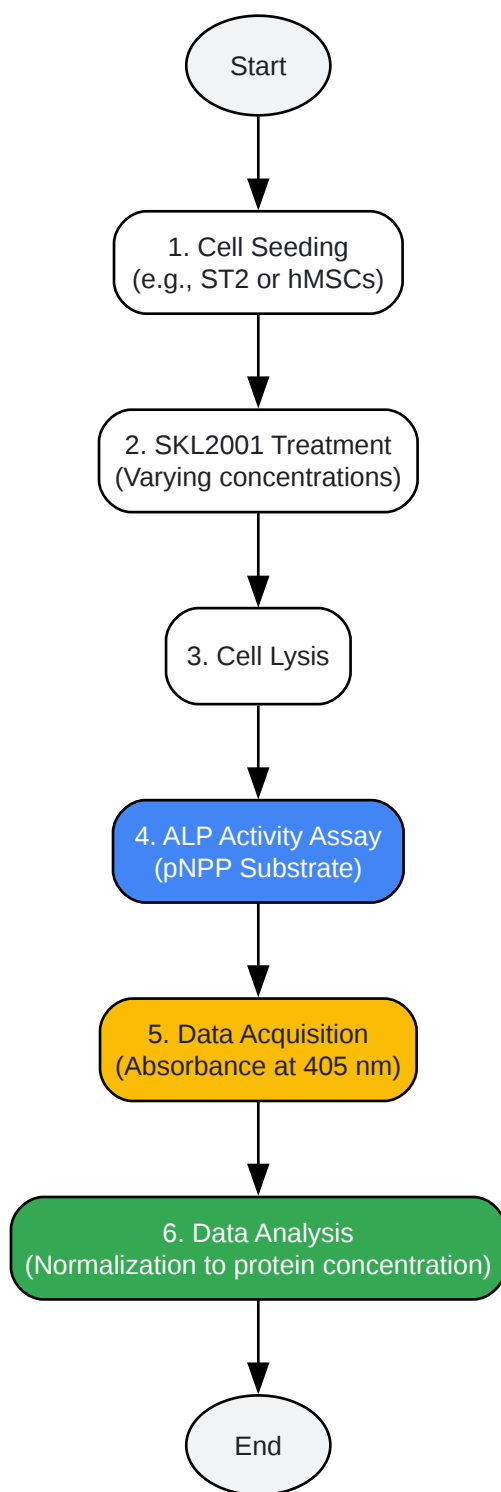 Start
1. Cell Seeding
(e.g., ST2 or hMSCs)
2. SKL2001 Treatment
(Varying concentrations)
3. Cell Lysis
4. ALP Activity Assay
(pNPP Substrate)
5. Data Acquisition
(Absorbance at 405 nm)
6. Data Analysis
(Normalization to protein concentration)
End